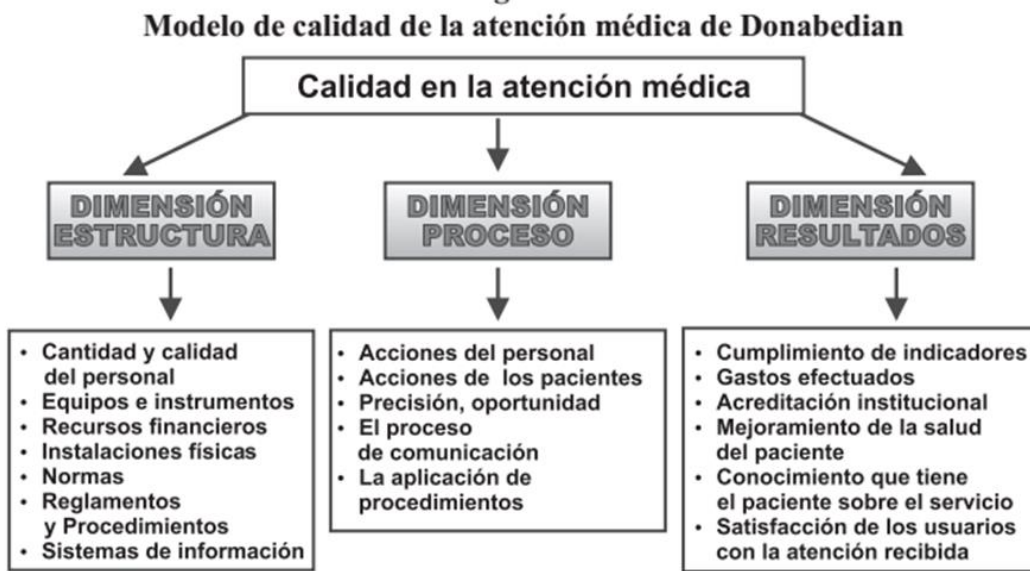 Modelo de calidad de la atención médica de Donabedian
Calidad en la atención médica
DIMENSIÓN
ESTRUCTURA
DIMENSIÓN
PROCESO
DIMENSIÓN
RESULTADOS
• Cantidad y calidad
del personal
• Equipos e instrumentos
• Recursos financieros
• Instalaciones físicas
• Normas
• Reglamentos
y Procedimientos
• Sistemas de información
• Acciones del personal
• Acciones de los pacientes
• Precisión, oportunidad
• El proceso
de comunicación
• La aplicación de
procedimientos
• Cumplimiento de indicadores
• Gastos efectuados
• Acreditación institucional
• Mejoramiento de la salud
del paciente
• Conocimiento que tiene
el paciente sobre el servicio
• Satisfacción de los usuarios
con la atención recibida